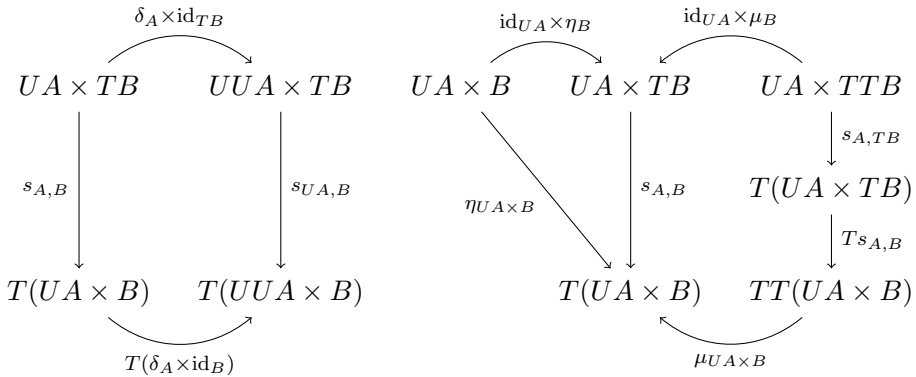 δ_A×id_{TB} id_{UA}×η_B id_{UA}×μ_B
UA × TB UUA × TB UA × B UA × TB UA × TTB
s_{A,TB}
s_{A,B} s_{UA,B} s_{A,B} T(UA × TB)
η_{UA×B}
Ts_{A,B}
T(UA × B) T(UUA × B) T(UA × B) TT(UA × B)
T(δ_A×id_B) μ_{UA×B}